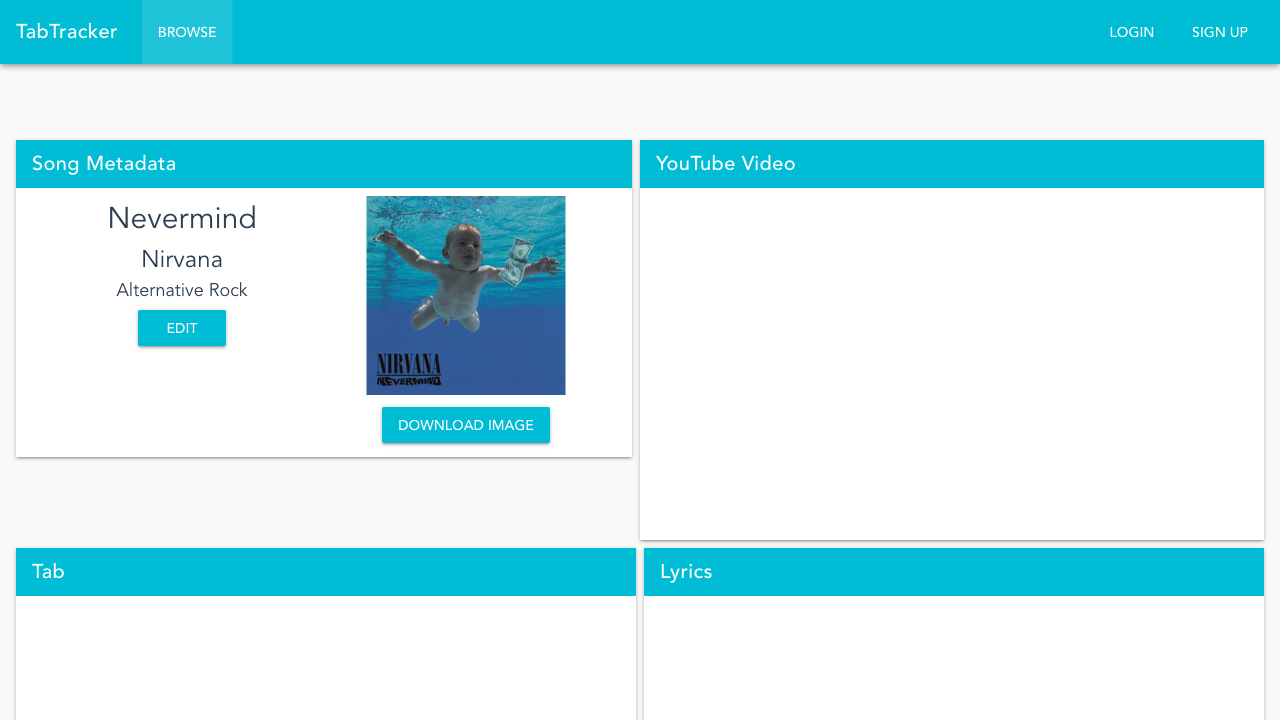 TabTracker
BROWSE
LOGIN
SIGN UP
Song Metadata
Nevermind
Nirvana
Alternative Rock
EDIT
NIRVANA
NEVERMIND
DOWNLOAD IMAGE
YouTube Video
Tab
Lyrics